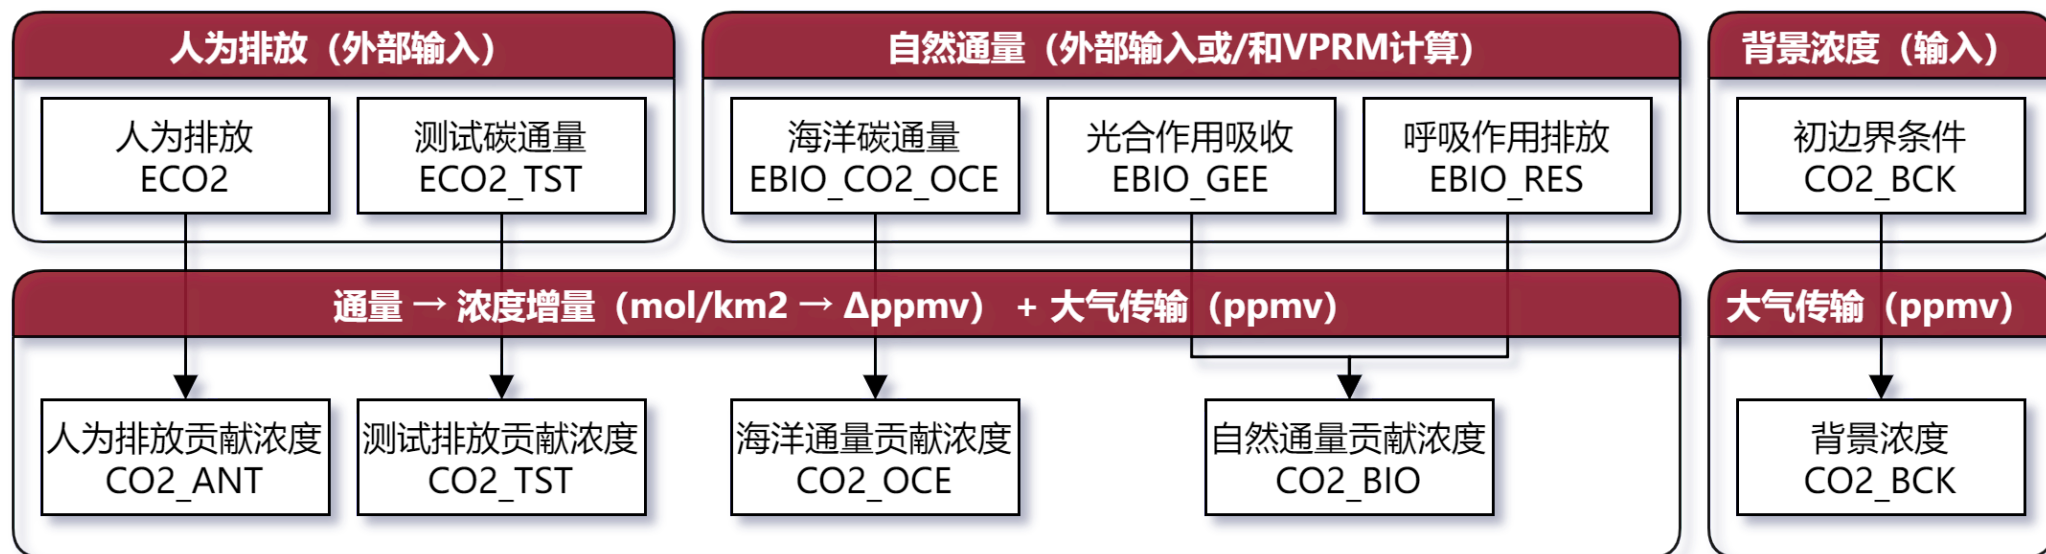 人为排放（外部输入）
人为排放
ECO2
测试碳通量
ECO2_TST
自然通量（外部输入或/和VPRM计算）
海洋碳通量
EBIO_CO2_OCE
光合作用吸收
EBIO_GEE
呼吸作用排放
EBIO_RES
背景浓度（输入）
初边界条件
CO2_BCK
通量 → 浓度增量（mol/km2 → Δppmv） + 大气传输（ppmv）
人为排放贡献浓度
CO2_ANT
测试排放贡献浓度
CO2_TST
海洋通量贡献浓度
CO2_OCE
自然通量贡献浓度
CO2_BIO
大气传输（ppmv）
背景浓度
CO2_BCK